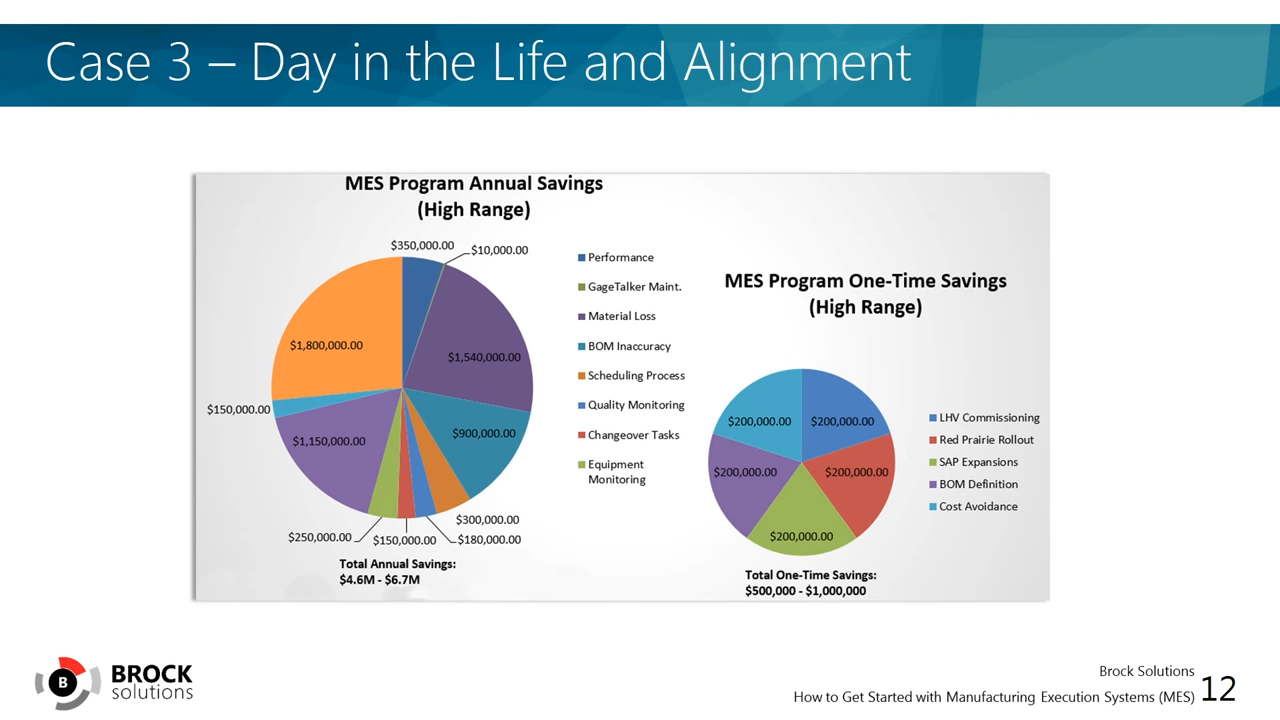 Case 3 – Day in the Life and Alignment
MES Program Annual Savings
(High Range)
$350,000.00
$10,000.00
$1,540,000.00
$900,000.00
$300,000.00
$180,000.00
$150,000.00
$250,000.00
$1,150,000.00
$150,000.00
$1,800,000.00
Performance
GageTalker Maint.
Material Loss
BOM Inaccuracy
Scheduling Process
Quality Monitoring
Changeover Tasks
Equipment
Monitoring
Total Annual Savings:
$4.6M - $6.7M
MES Program One-Time Savings
(High Range)
$200,000.00
$200,000.00
$200,000.00
$200,000.00
$200,000.00
LHV Commissioning
Red Prairie Rollout
SAP Expansions
BOM Definition
Cost Avoidance
Total One-Time Savings:
$500,000 - $1,000,000
B
BROCK
solutions
Brock Solutions
How to Get Started with Manufacturing Execution Systems (MES)
12